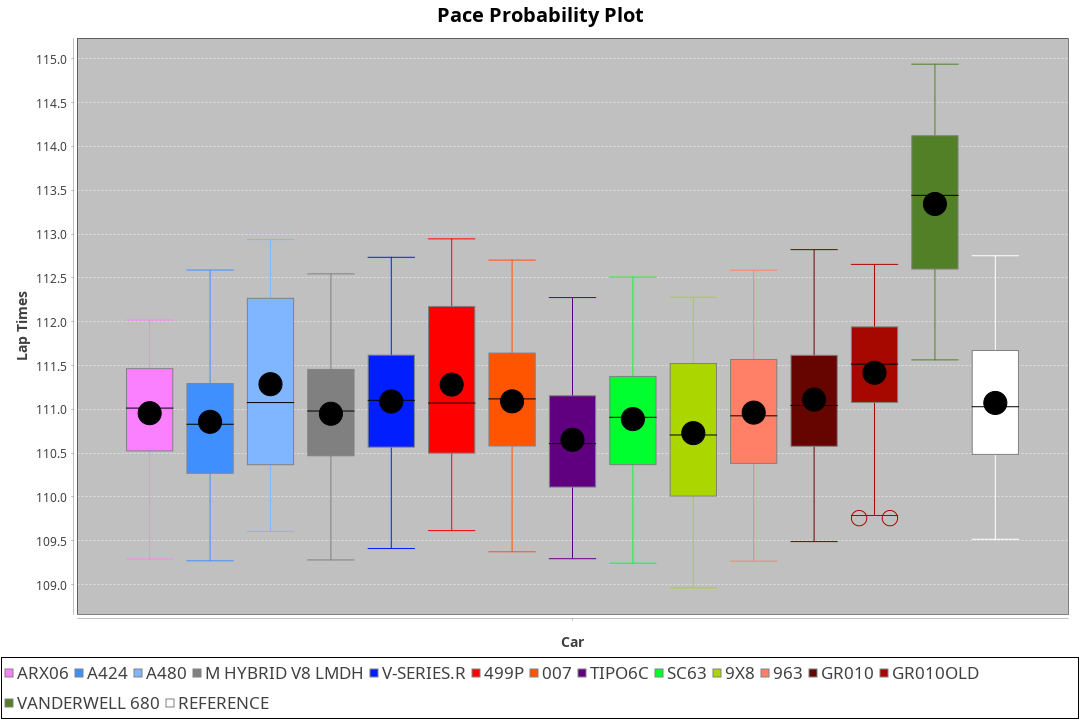 Pace Probability Plot
115.0
114.5
114.0
113.5
113.0
112.5
112.0
111.5
111.0
110.5
110.0
109.5
109.0
Lap Times
Car
ARX06 A424 A480 M HYBRID V8 LMDH V-SERIES.R 499P 007 TIPO6C SC63 9X8 963 GR010 GR010OLD
VANDERWELL 680 REFERENCE